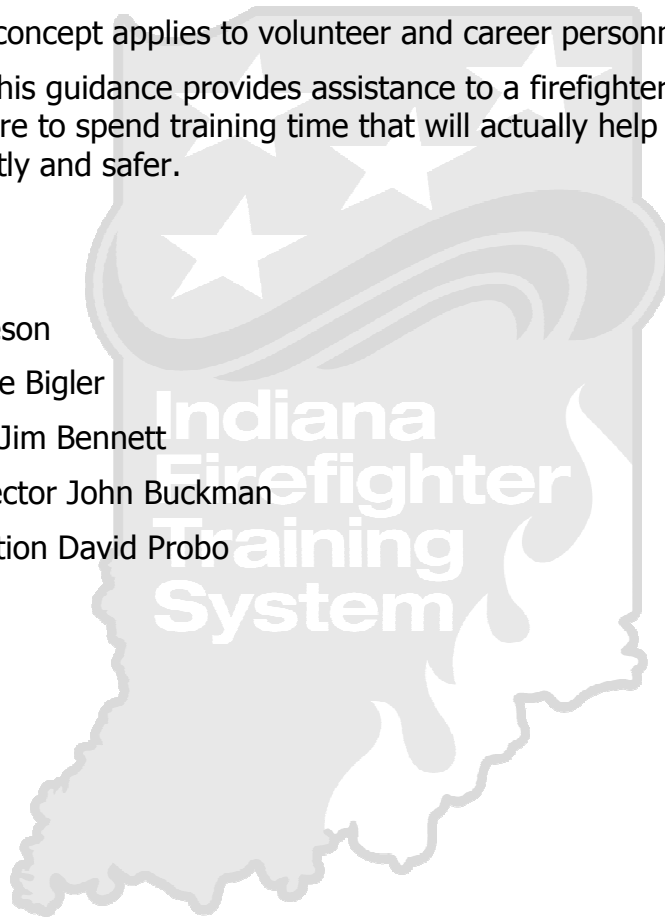 concept applies to volunteer and career personn
his guidance provides assistance to a firefighter
re to spend training time that will actually help
tly and safer.
son
e Bigler
Jim Bennett
ector John Buckman
tion David Probo
Indiana
Firefighter
Training
System